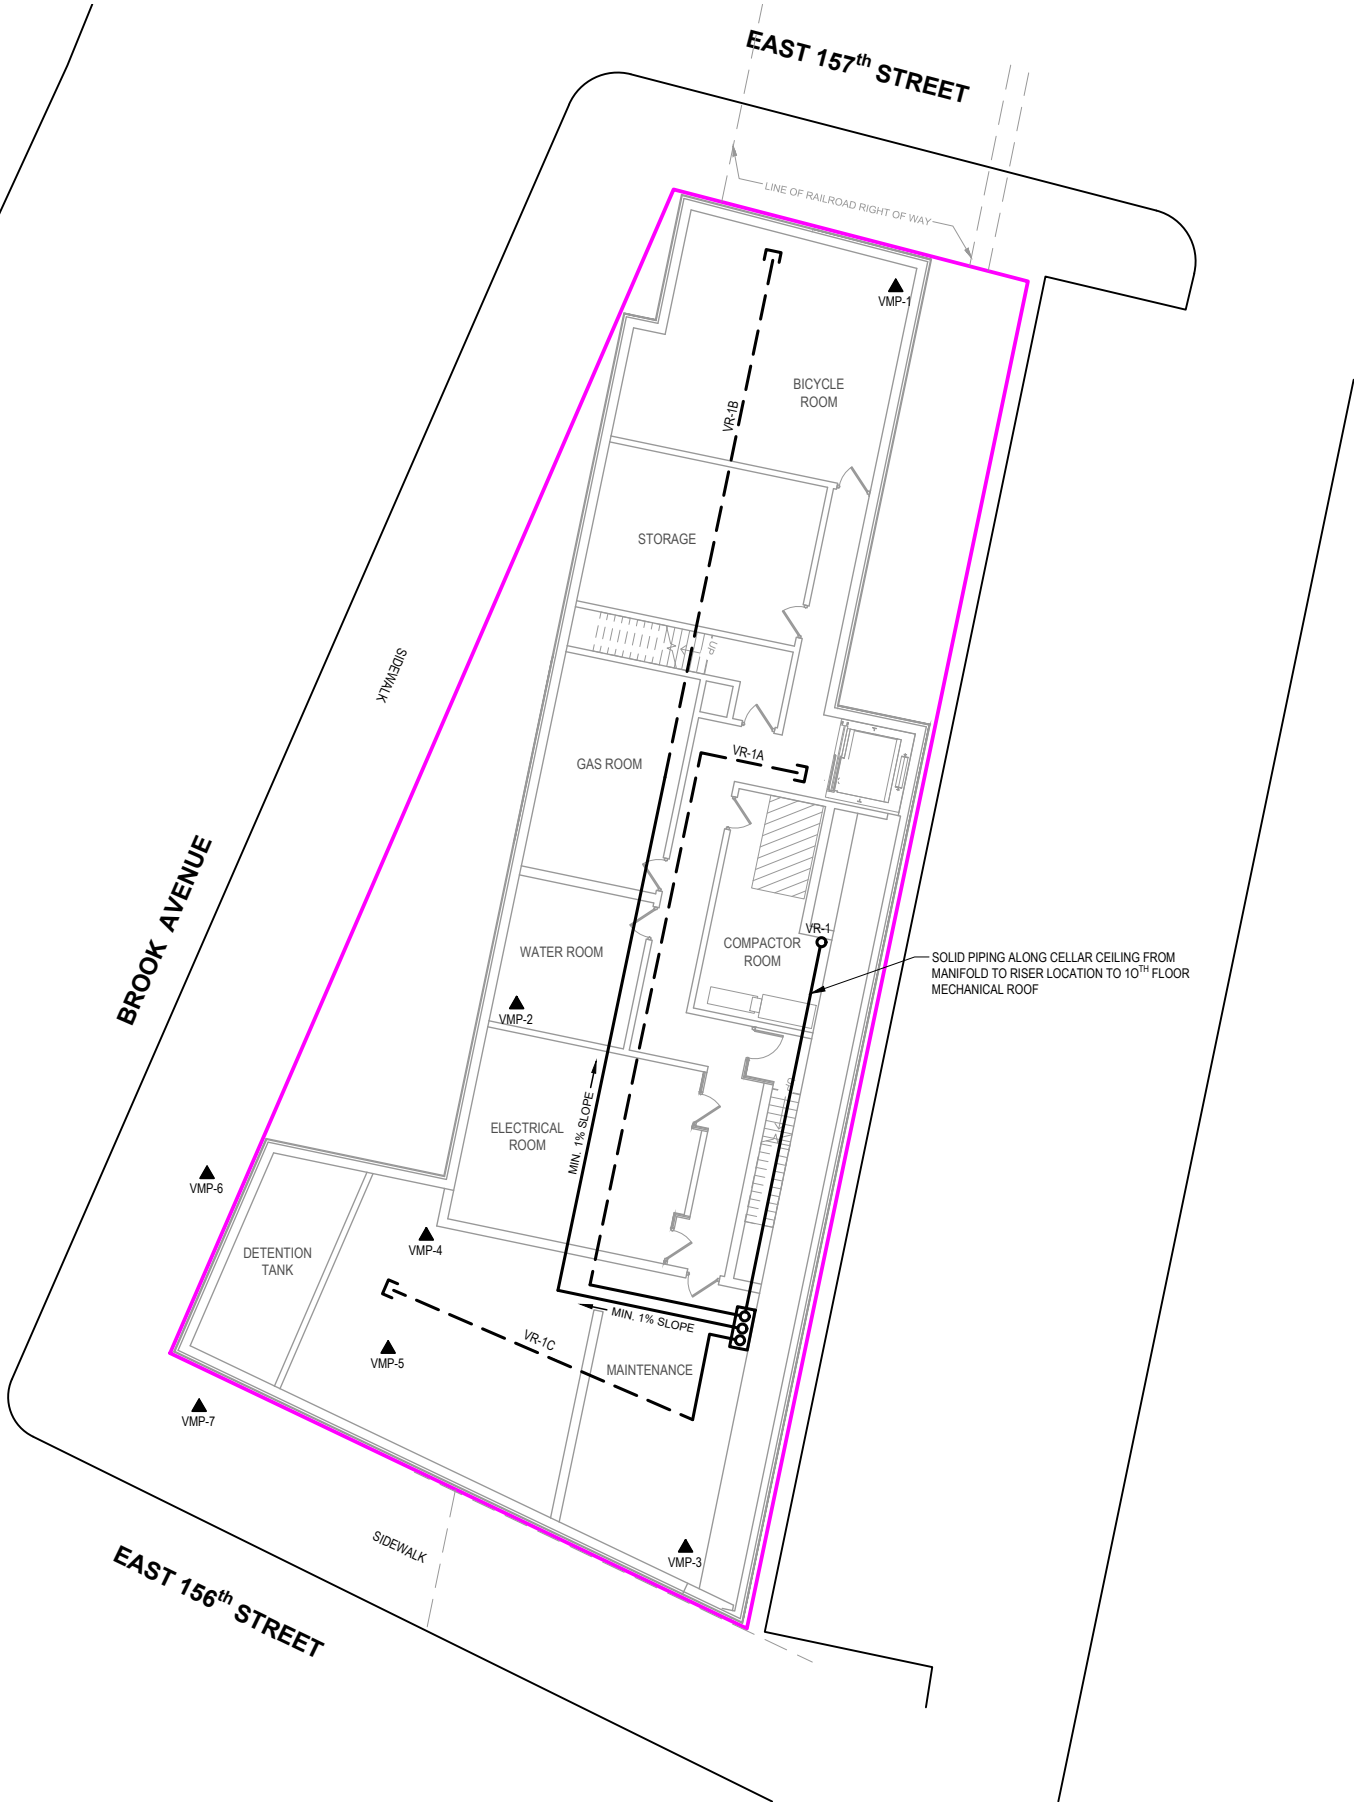 EAST 157th STREET
LINE OF RAILROAD RIGHT OF WAY
VMP-1
BICYCLE
ROOM
VR-1B
STORAGE
UP
SIDEWALK
VR-1A
GAS ROOM
BROOK AVENUE
VR-1
WATER ROOM
COMPACTOR
ROOM
SOLID PIPING ALONG CELLAR CEILING FROM
MANIFOLD TO RISER LOCATION TO 10TH FLOOR
MECHANICAL ROOF
VMP-2
UP
MIN. 1% SLOPE
ELECTRICAL
ROOM
VMP-6
VMP-4
DETENTION
TANK
MIN. 1% SLOPE
VR-1C
VMP-5
MAINTENANCE
VMP-7
SIDEWALK
VMP-3
EAST 156th STREET